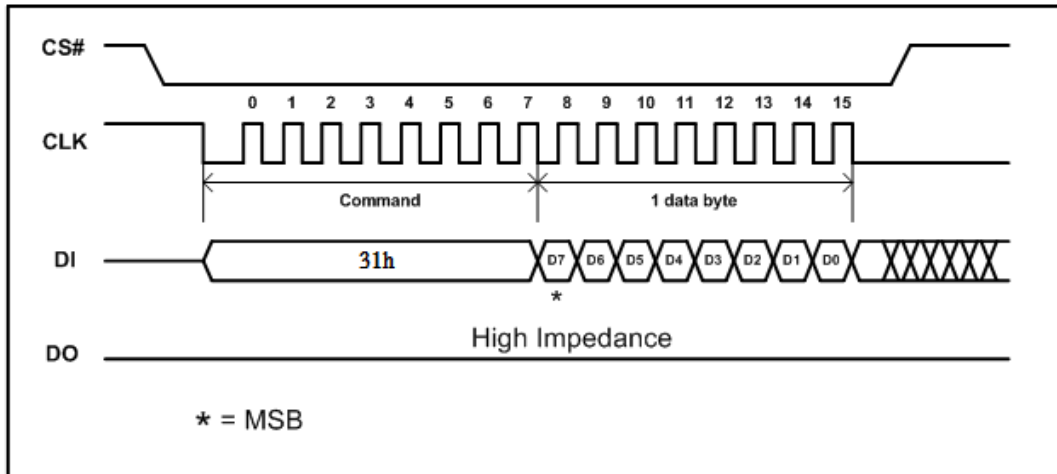 CS#
0 1 2 3 4 5 6 7 8 9 10 11 12 13 14 15
CLK
Command 1 data byte
DI 31h D7 D6 D5 D4 D3 D2 D1 D0
*
High Impedance
DO
* = MSB